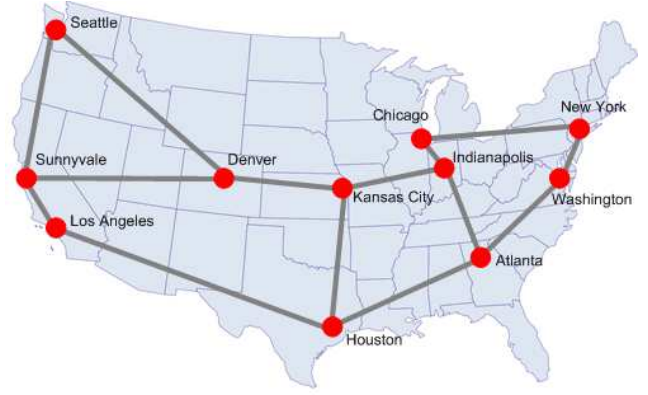 Seattle
Chicago
New York
Sunnyvale
Denver
Indianapolis
Kansas City
Washington
Los Angeles
Atlanta
Houston